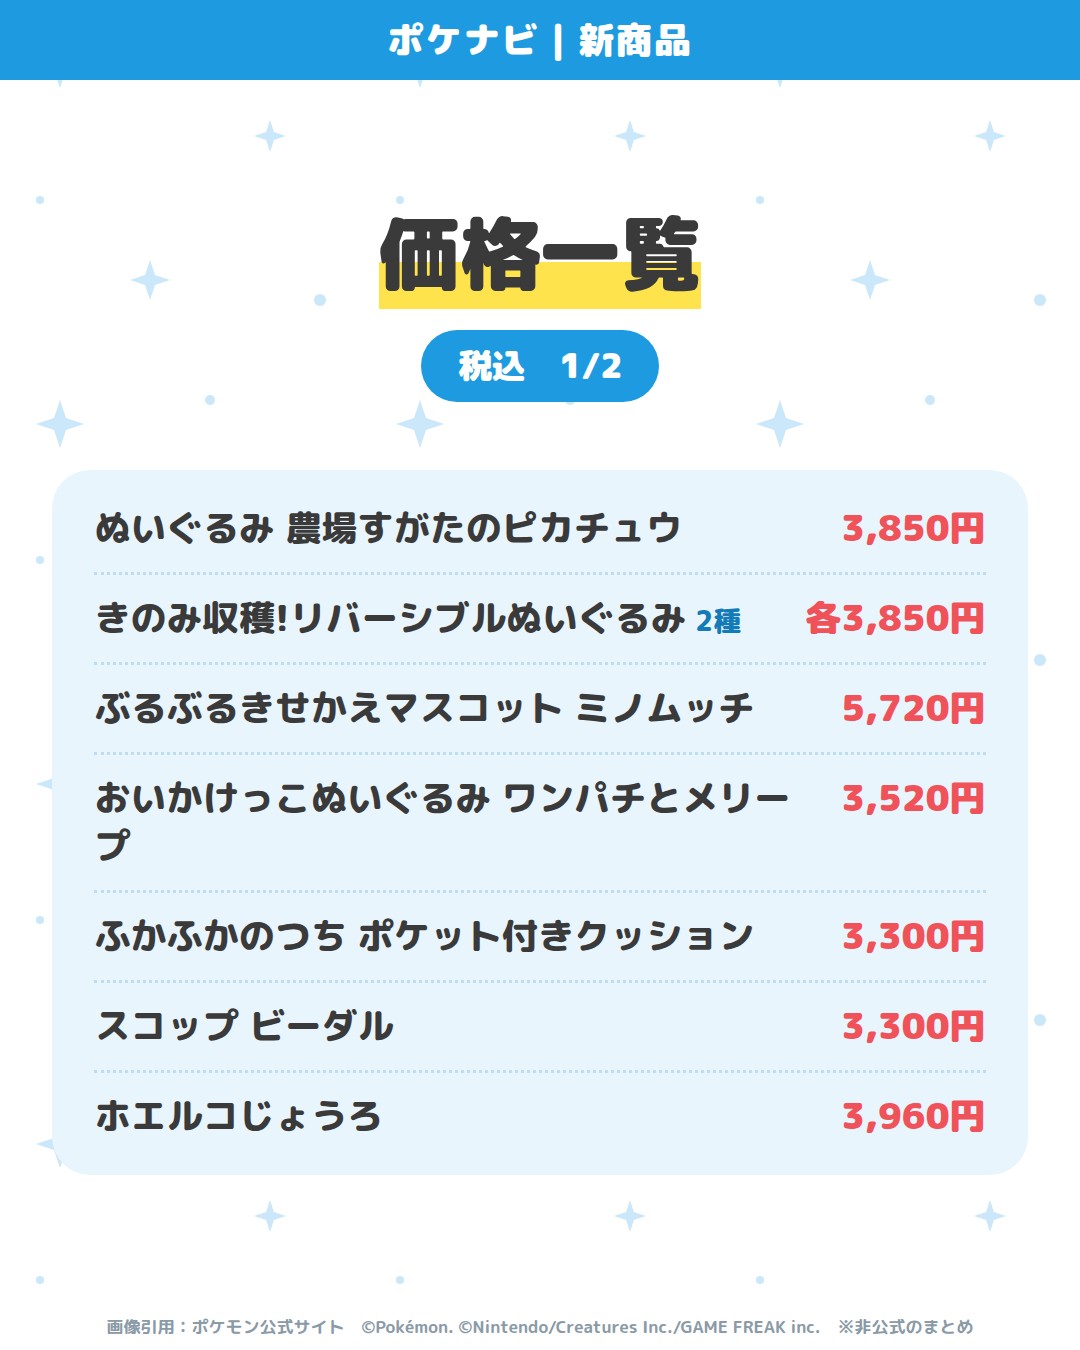 ポケナビ | 新商品
価格一覧
税込　1/2
ぬいぐるみ 農場すがたのピカチュウ 3,850円
きのみ収穫!リバーシブルぬいぐるみ 2種 各3,850円
ぶるぶるきせかえマスコット ミノムッチ 5,720円
おいかけっこぬいぐるみ ワンパチとメリー 3,520円
プ
ふかふかのつち ポケット付きクッション 3,300円
スコップ ビーダル 3,300円
ホエルコじょうろ 3,960円
画像引用：ポケモン公式サイト　©Pokémon. ©Nintendo/Creatures Inc./GAME FREAK inc.　※非公式のまとめ